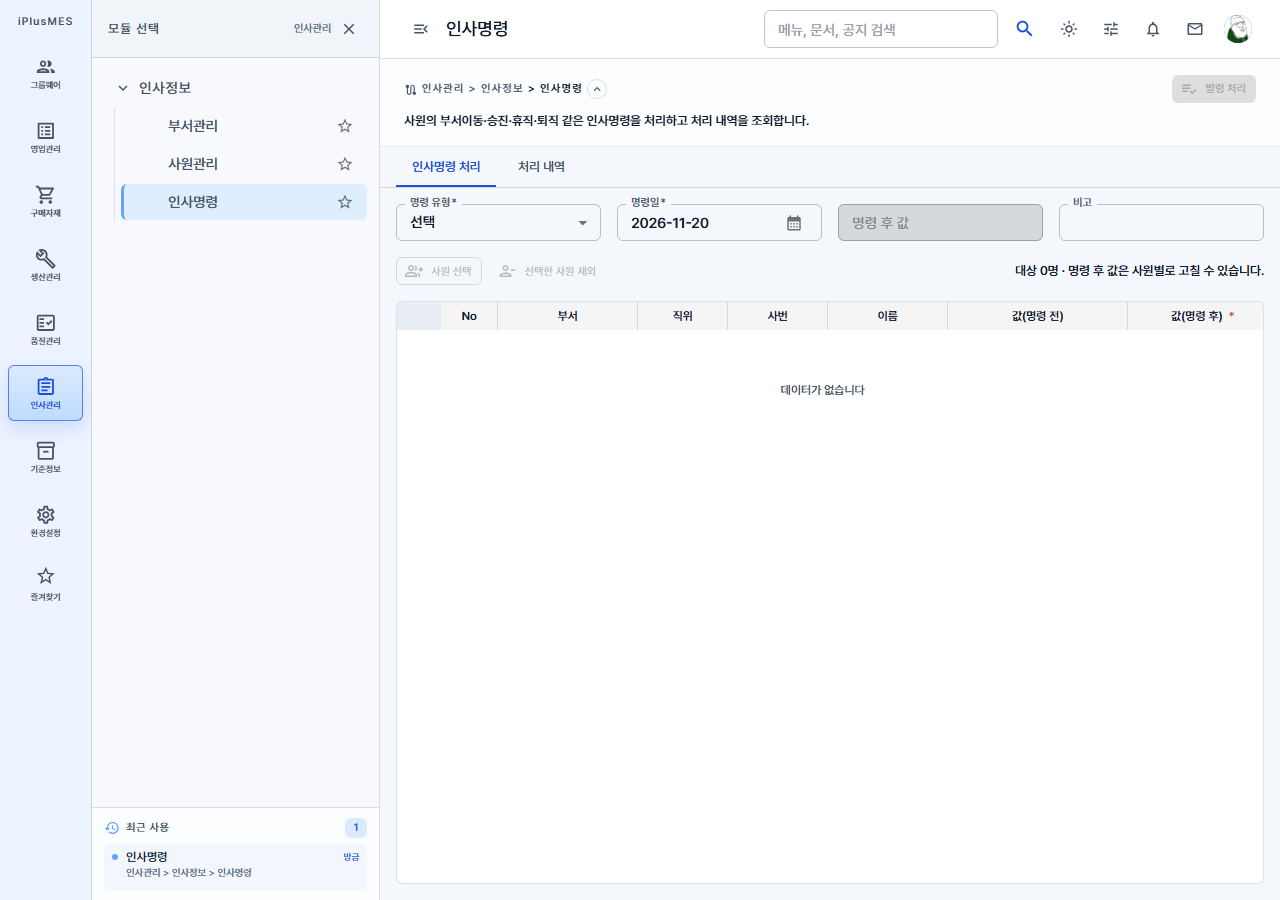 iPlusMES
그룹웨어
영업관리
구매자재
생산관리
품질관리
인사관리
기준정보
환경설정
즐겨찾기
모듈 선택
인사관리
인사정보
부서관리
사원관리
인사명령
최근 사용
1
인사명령
방금
인사관리 > 인사정보 > 인사명령
인사명령
메뉴, 문서, 공지 검색
인사관리 > 인사정보 > 인사명령
발령 처리
사원의 부서이동·승진·휴직·퇴직 같은 인사명령을 처리하고 처리 내역을 조회합니다.
인사명령 처리
처리 내역
명령 유형*
선택
명령일*
2026-11-20
명령 후 값
비고
사원 선택
선택한 사원 제외
대상 0명 · 명령 후 값은 사원별로 고칠 수 있습니다.
No 부서 직위 사번 이름 값(명령 전) 값(명령 후) *
데이터가 없습니다